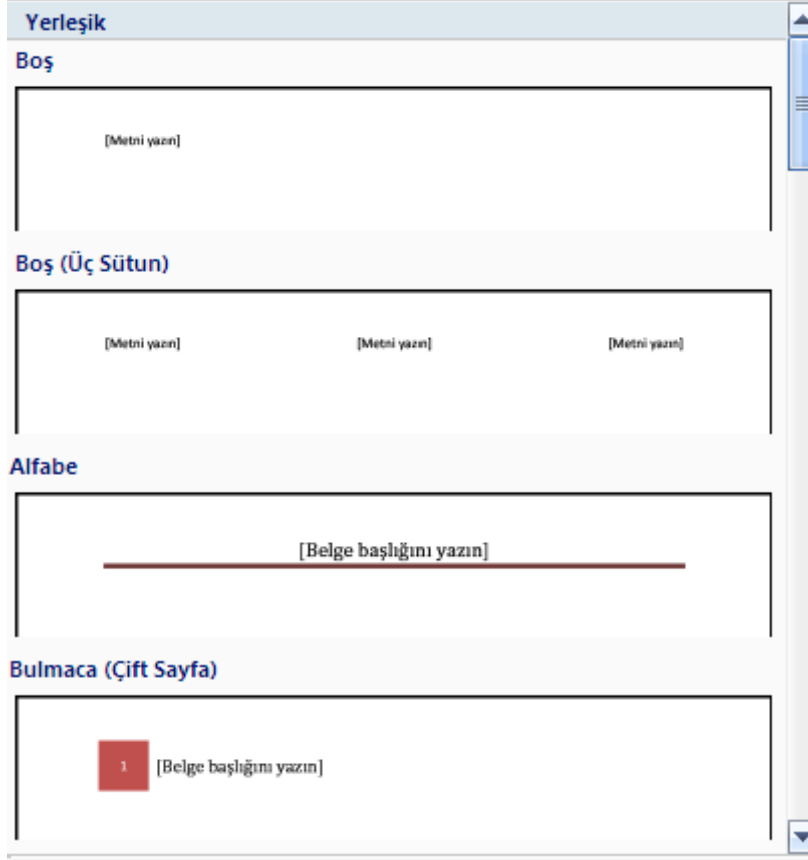 Yerleşik
Boş
[Metni yazın]
Boş (Üç Sütun)
[Metni yazın] [Metni yazın] [Metni yazın]
Alfabe
[Belge başlığını yazın]
Bulmaca (Çift Sayfa)
1 [Belge başlığını yazın]